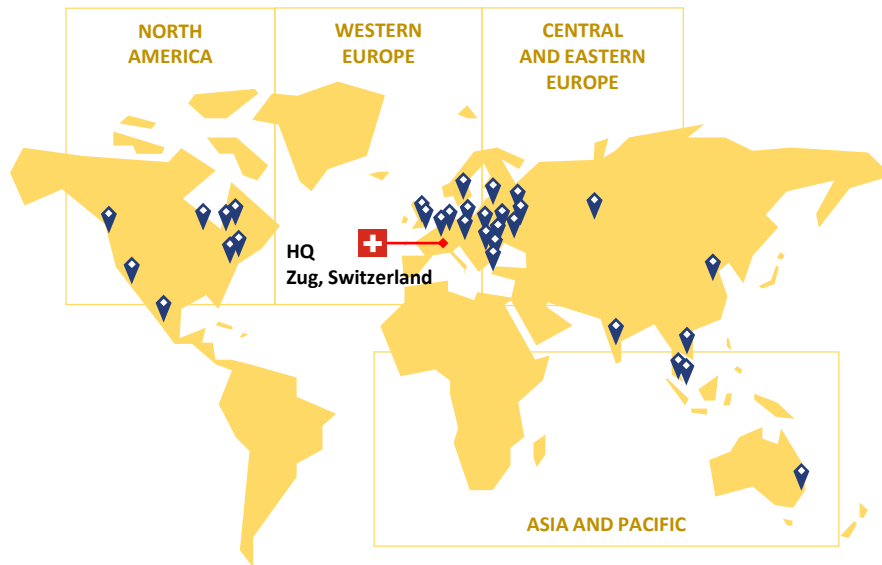 NORTH
AMERICA
WESTERN
EUROPE
CENTRAL
AND EASTERN
EUROPE
HQ
Zug, Switzerland
ASIA AND PACIFIC